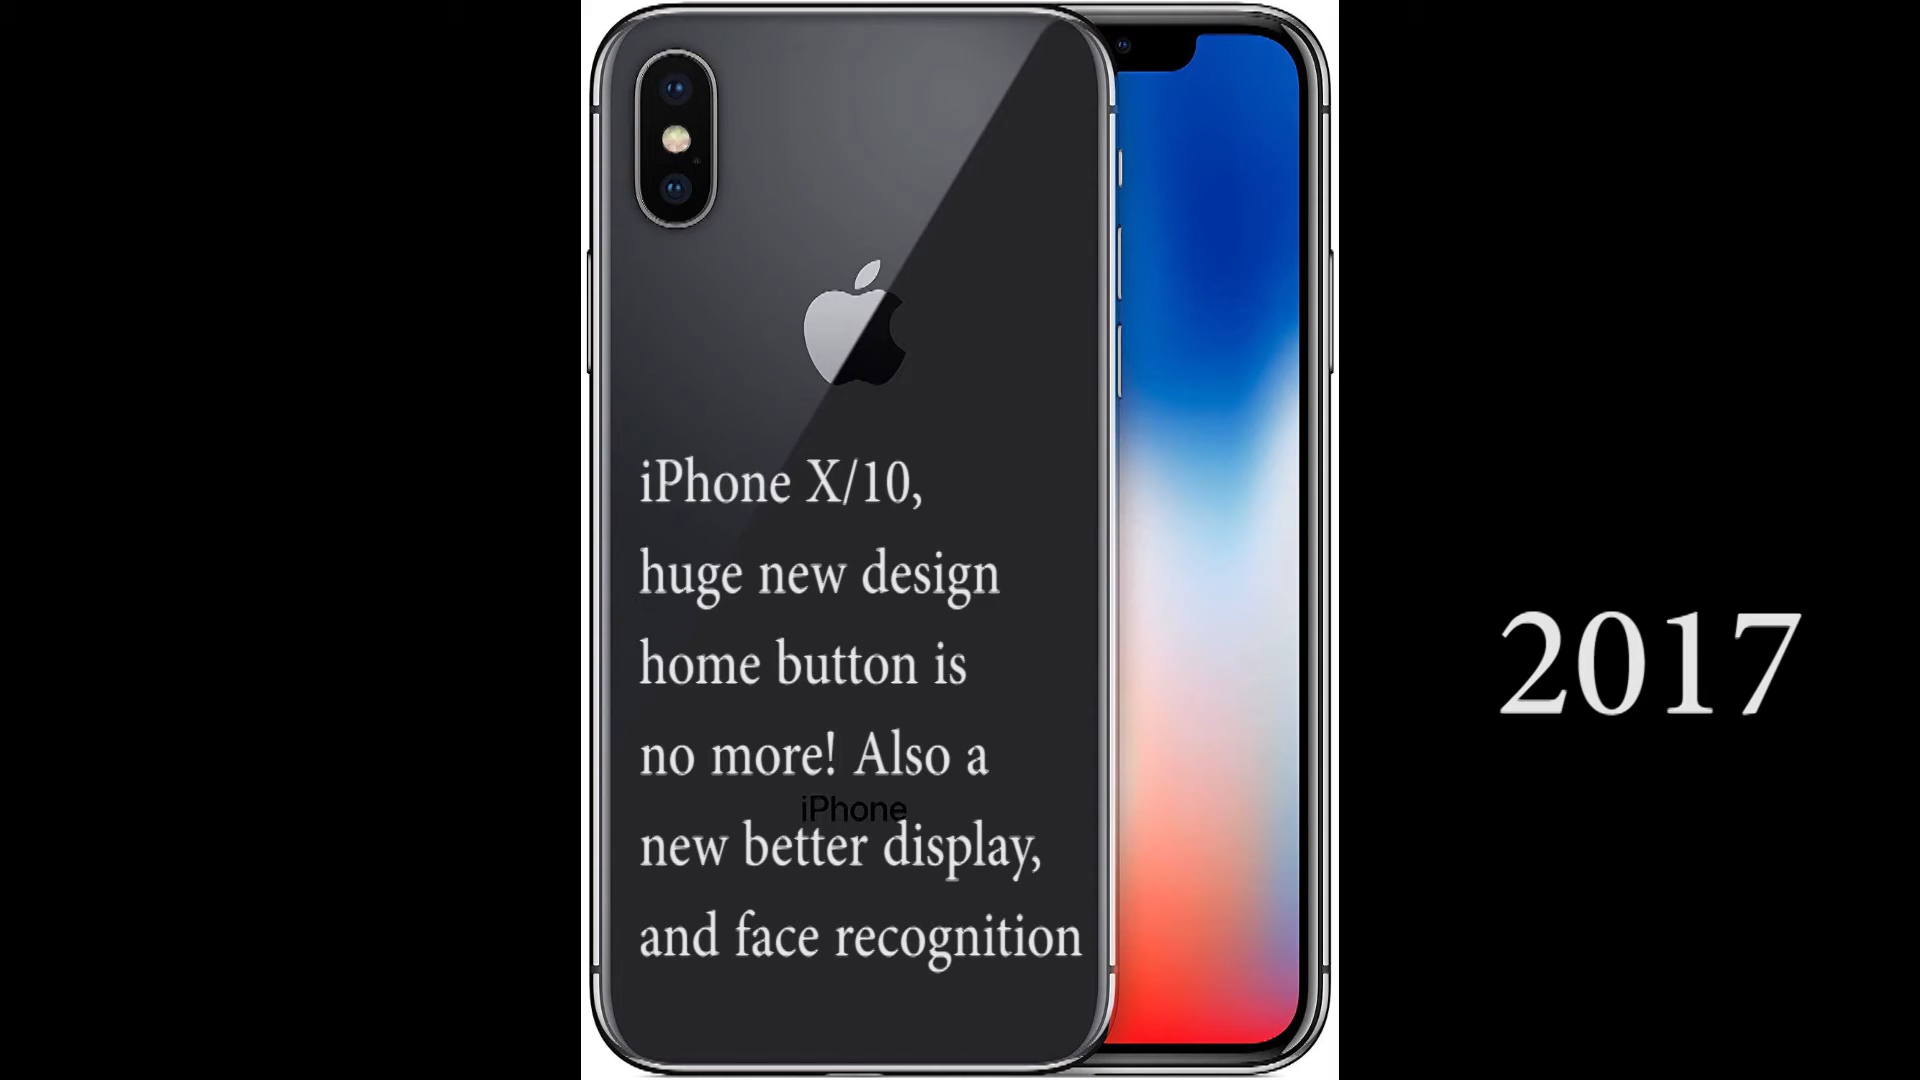 iPhone X/10,
huge new design
home button is
no more! Also a
iPhone
new better display,
and face recognition
2017